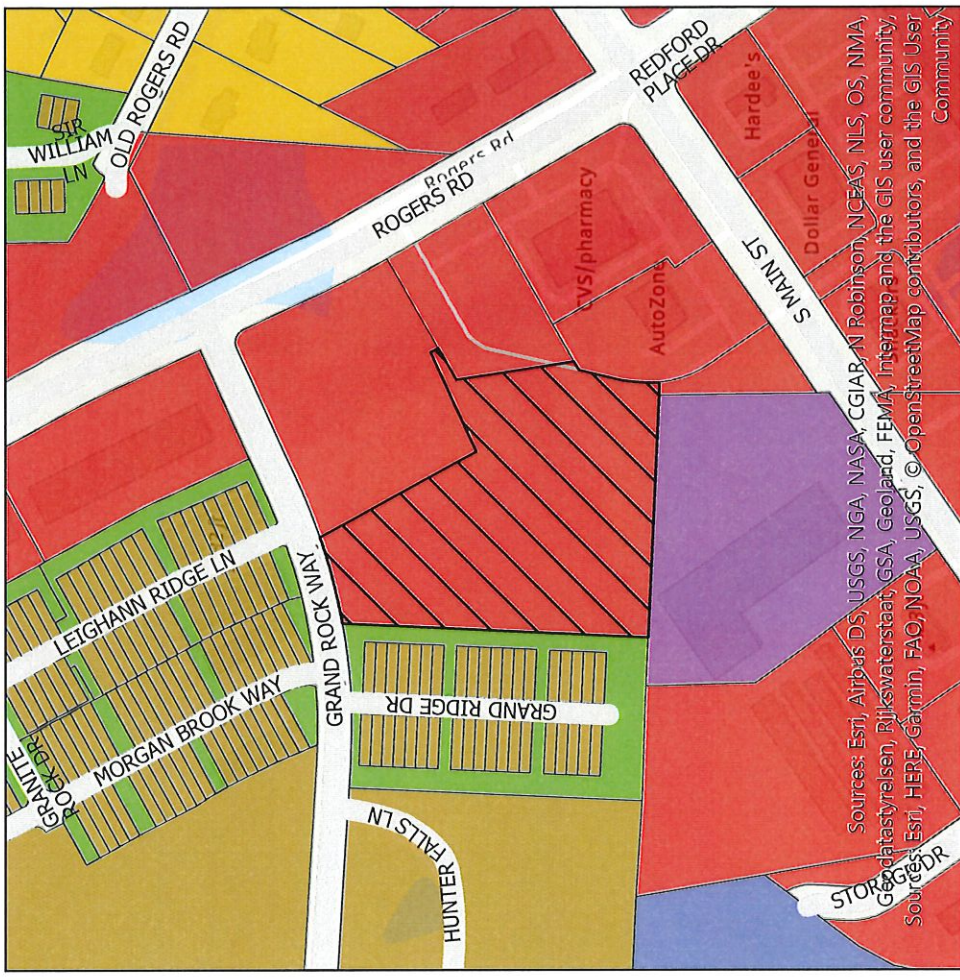 SIR
WILLIAM
LN
OLD ROGERS RD
REDFORD
PLACE DR
Rogers Rd
ROGERS RD
Hardee's
CVS/pharmacy
Dollar General
AutoZone
S MAIN ST
LEIGHANN RIDGE LN
GRANITE
ROCK DR
MORGAN BROOK WAY
GRAND ROCK WAY
GRAND RIDGE DR
HUNTER FALLS LN
STORAGE DR
Sources: Esri, Airbus DS, USGS, NGA, NASA, CGIAR, N Robinson, NCEAS, NLS, OS, NMA,
Geodatastyrelsen, Rijkswaterstaat, GSA, Geoland, FEMA, Intermap and the GIS user community,
Sources: Esri, HERE, Garmin, FAO, NOAA, USGS, © OpenStreetMap contributors, and the GIS User
Community